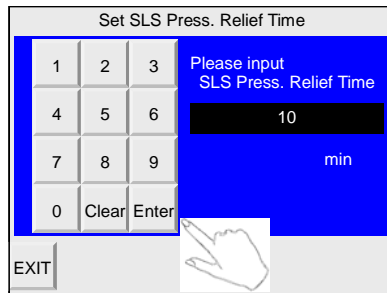 Set SLS Press. Relief Time
1 2 3
4 5 6
7 8 9
0 Clear Enter
Please input
SLS Press. Relief Time
10
min
EXIT